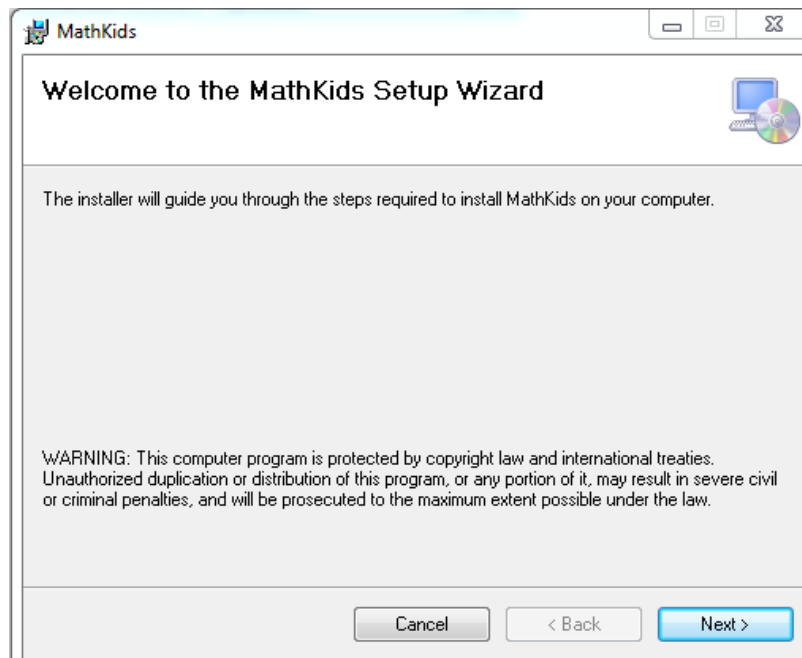 MathKids
Welcome to the MathKids Setup Wizard
The installer will guide you through the steps required to install MathKids on your computer.
WARNING: This computer program is protected by copyright law and international treaties.
Unauthorized duplication or distribution of this program, or any portion of it, may result in severe civil
or criminal penalties, and will be prosecuted to the maximum extent possible under the law.
Cancel
< Back
Next >